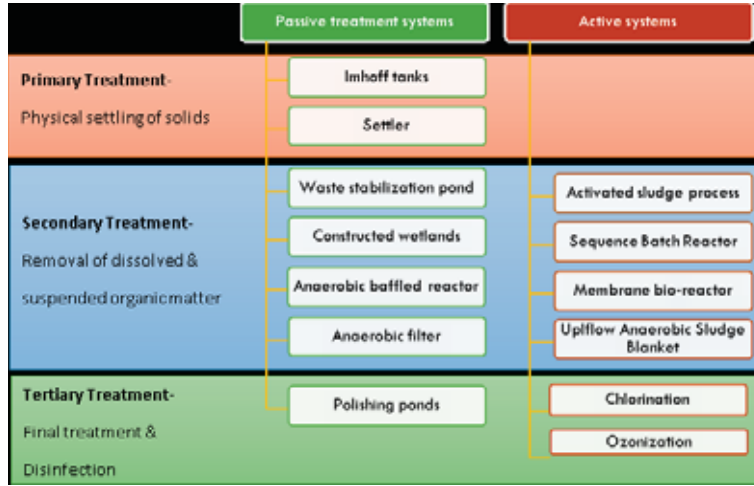 Passive treatment systems
Active systems
Primary Treatment-
Physical settling of solids
Imhoff tanks
Settler
Secondary Treatment-
Removal of dissolved &
suspended organic matter
Waste stabilization pond
Constructed wetlands
Anaerobic baffled reactor
Anaerobic filter
Activated sludge process
Sequence Batch Reactor
Membrane bio-reactor
Uplflow Anaerobic Sludge
Blanket
Tertiary Treatment-
Final treatment &
Disinfection
Polishing ponds
Chlorination
Ozonization